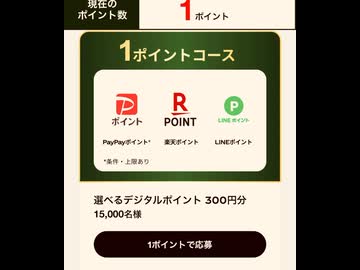 現在の
ポイント数
1ポイント
1ポイントコース
P
ポイント
R
POINT
P
LINE ポイント
PayPayポイント*
楽天ポイント
LINEポイント
*条件・上限あり
選べるデジタルポイント 300円分
15,000名様
1ポイントで応募